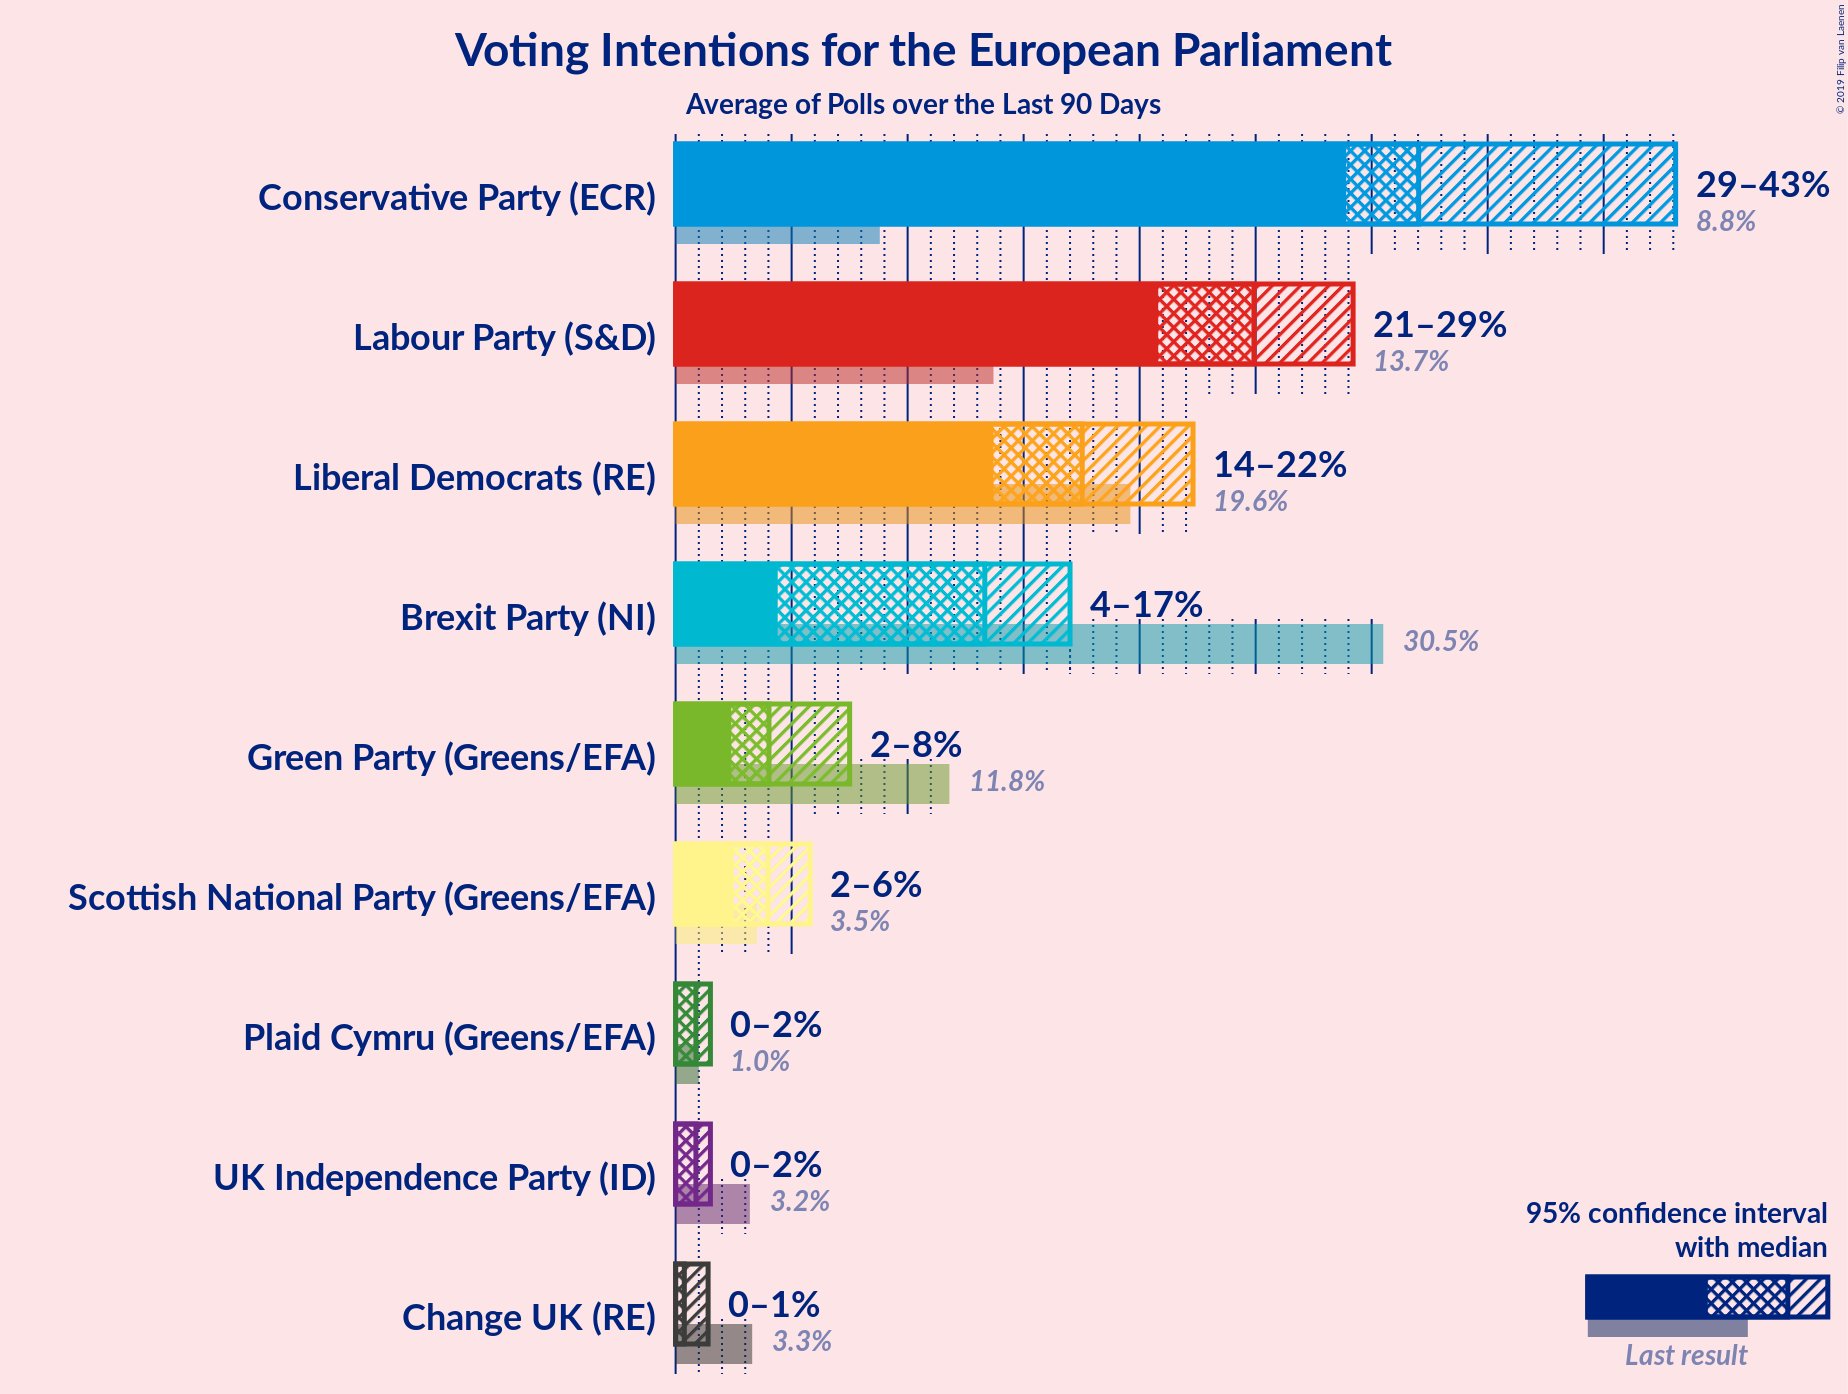 Voting Intentions for the European Parliament
Average of Polls over the Last 90 Days
© 2019 Filip van Laenen
Conservative Party (ECR)
29–43%
8.8%
Labour Party (S&D)
21–29%
13.7%
Liberal Democrats (RE)
14–22%
19.6%
Brexit Party (NI)
4–17%
30.5%
Green Party (Greens/EFA)
2–8%
11.8%
Scottish National Party (Greens/EFA)
2–6%
3.5%
Plaid Cymru (Greens/EFA)
0–2%
1.0%
UK Independence Party (ID)
0–2%
3.2%
Change UK (RE)
0–1%
3.3%
95% confidence interval
with median
Last result